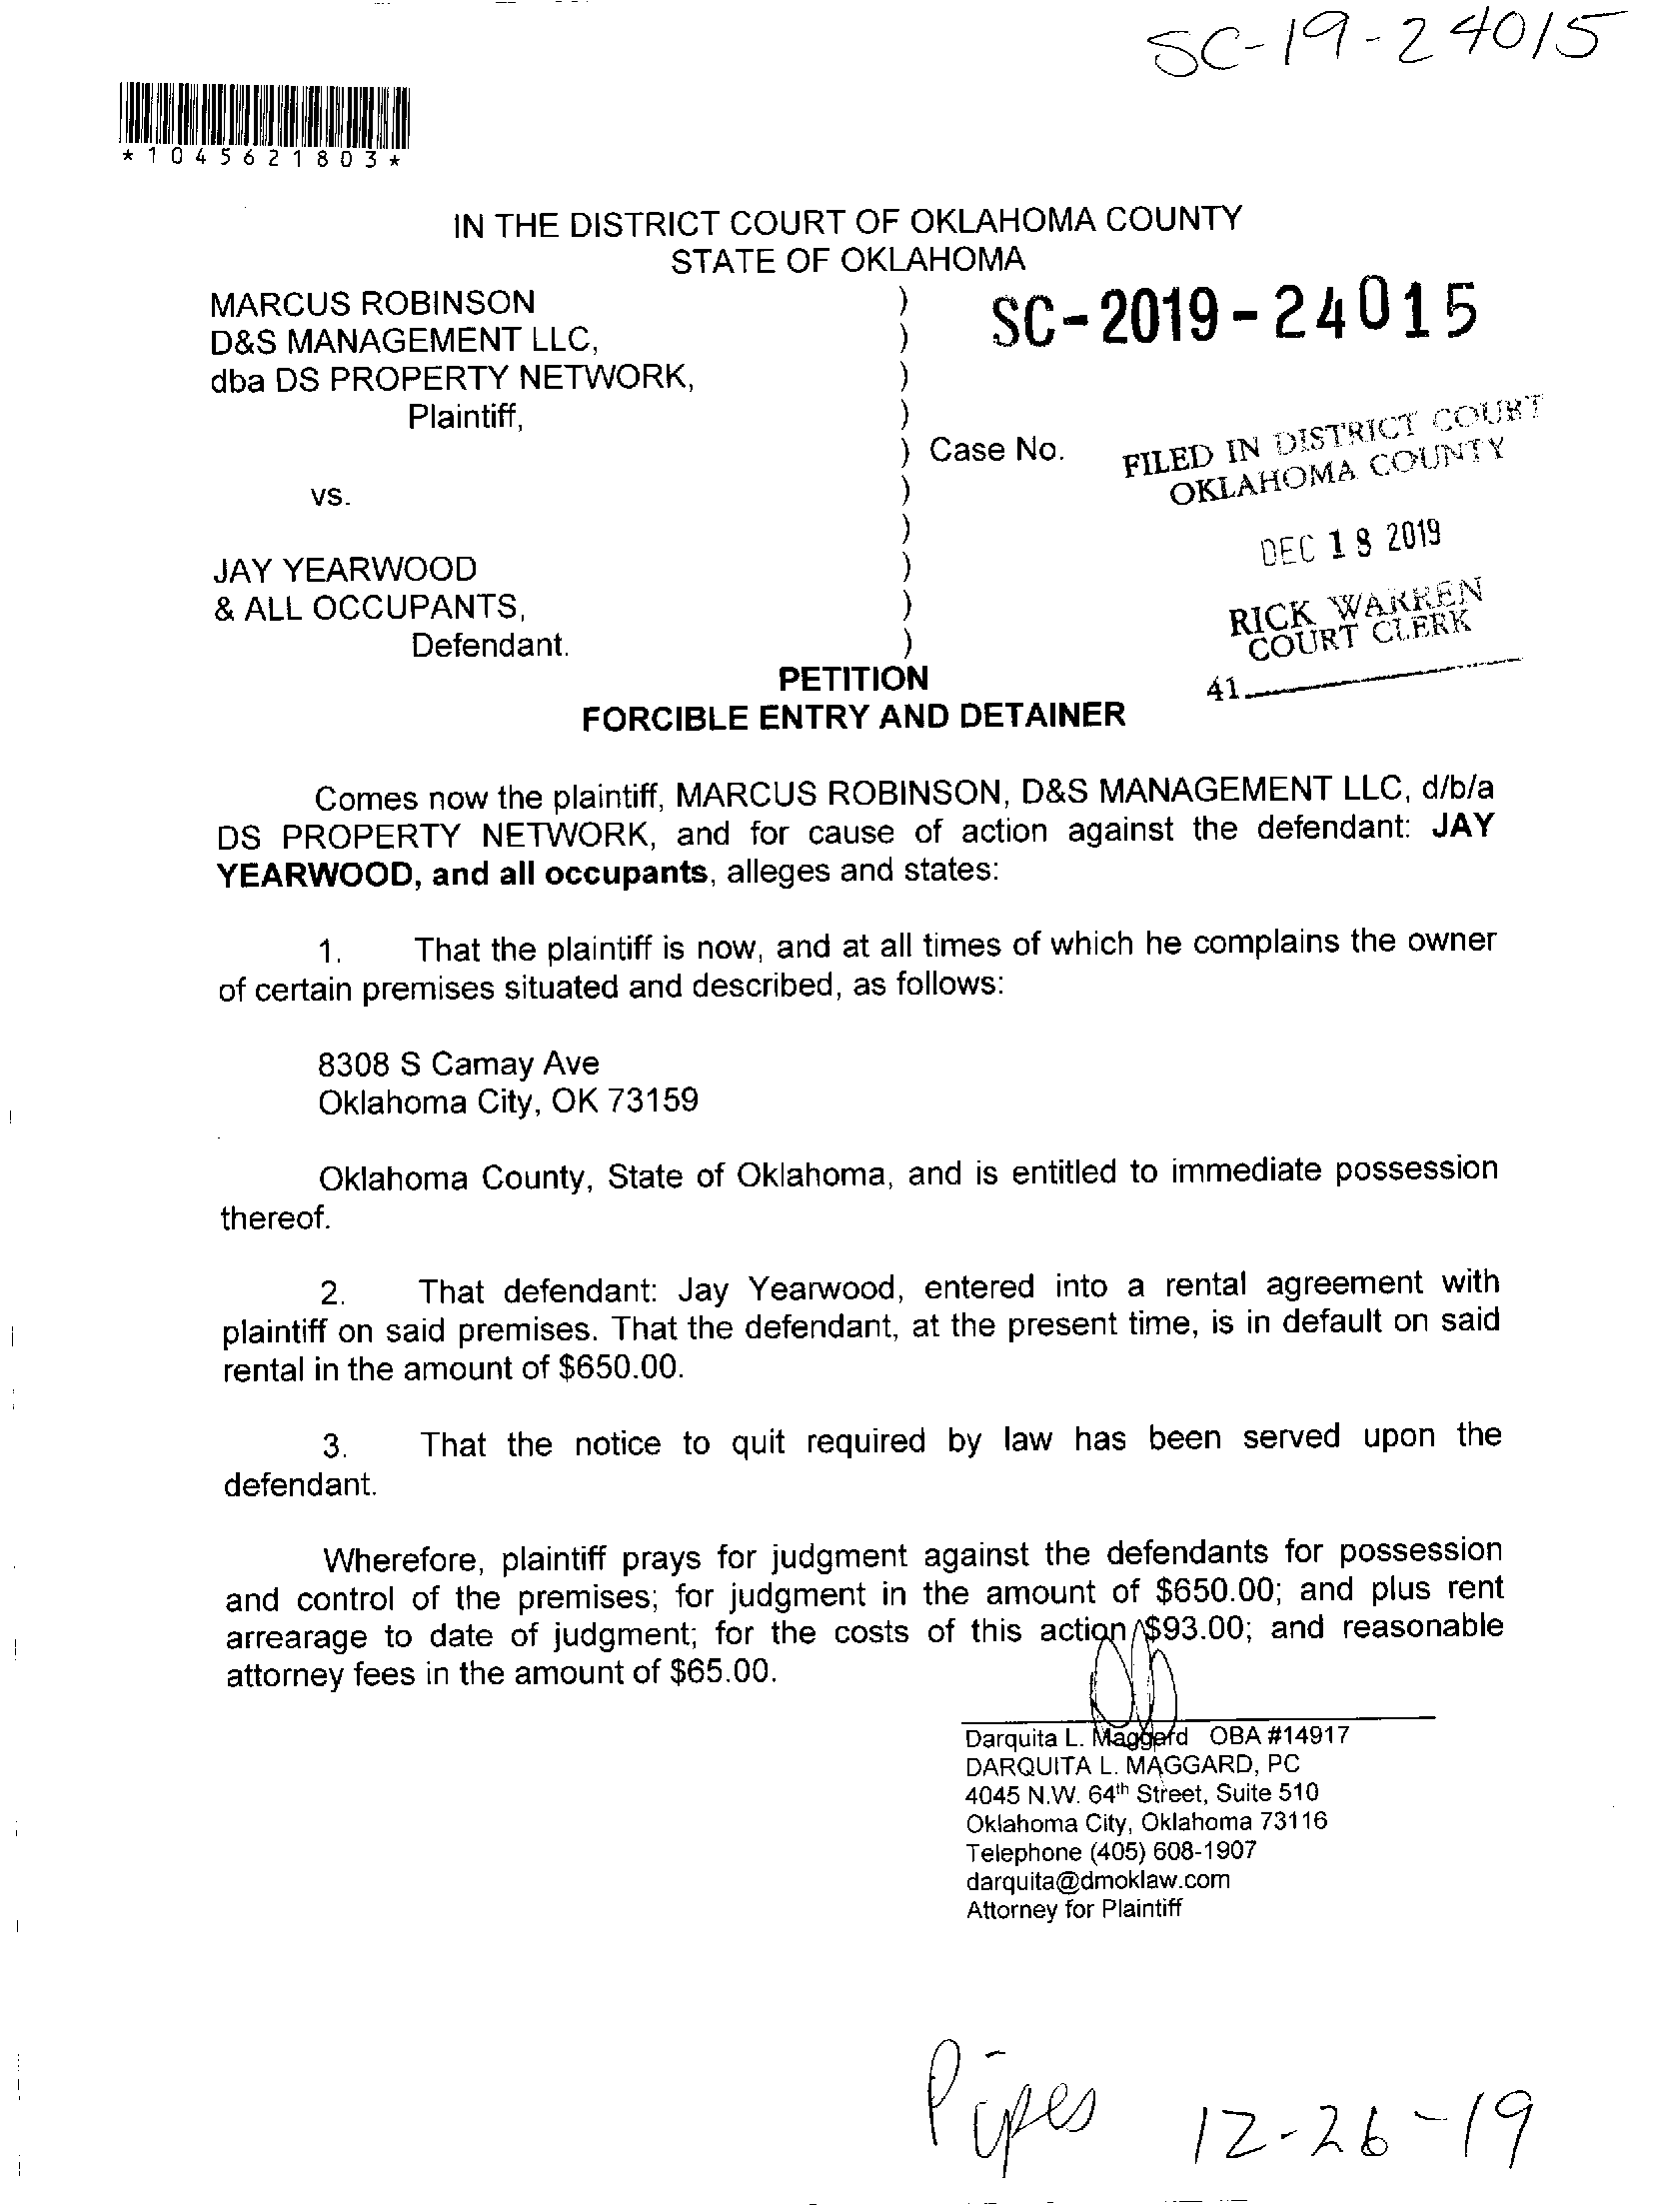 SC-19-24015
*1045621803*
IN THE DISTRICT COURT OF OKLAHOMA COUNTY
STATE OF OKLAHOMA
MARCUS ROBINSON )
D&S MANAGEMENT LLC, ) SC-2019-24015
dba DS PROPERTY NETWORK, )
Plaintiff, )
) Case No. FILED IN DISTRICT COURT
OKLAHOMA COUNTY
vs. )
) DEC 18 2019
JAY YEARWOOD )
& ALL OCCUPANTS, ) RICK WARREN
Defendant. ) COURT CLERK
PETITION 41
FORCIBLE ENTRY AND DETAINER
Comes now the plaintiff, MARCUS ROBINSON, D&S MANAGEMENT LLC, d/b/a
DS PROPERTY NETWORK, and for cause of action against the defendant: JAY
YEARWOOD, and all occupants, alleges and states:
1. That the plaintiff is now, and at all times of which he complains the owner
of certain premises situated and described, as follows:
8308 S Camay Ave
Oklahoma City, OK 73159
Oklahoma County, State of Oklahoma, and is entitled to immediate possession
thereof.
2. That defendant: Jay Yearwood, entered into a rental agreement with
plaintiff on said premises. That the defendant, at the present time, is in default on said
rental in the amount of $650.00.
3. That the notice to quit required by law has been served upon the
defendant.
Wherefore, plaintiff prays for judgment against the defendants for possession
and control of the premises; for judgment in the amount of $650.00; and plus rent
arrearage to date of judgment; for the costs of this action $93.00; and reasonable
attorney fees in the amount of $65.00.
Darquita L. Maggard OBA #14917
DARQUITA L. MAGGARD, PC
4045 N.W. 64th Street, Suite 510
Oklahoma City, Oklahoma 73116
Telephone (405) 608-1907
darquita@dmoklaw.com
Attorney for Plaintiff
Pipes 12-26-19